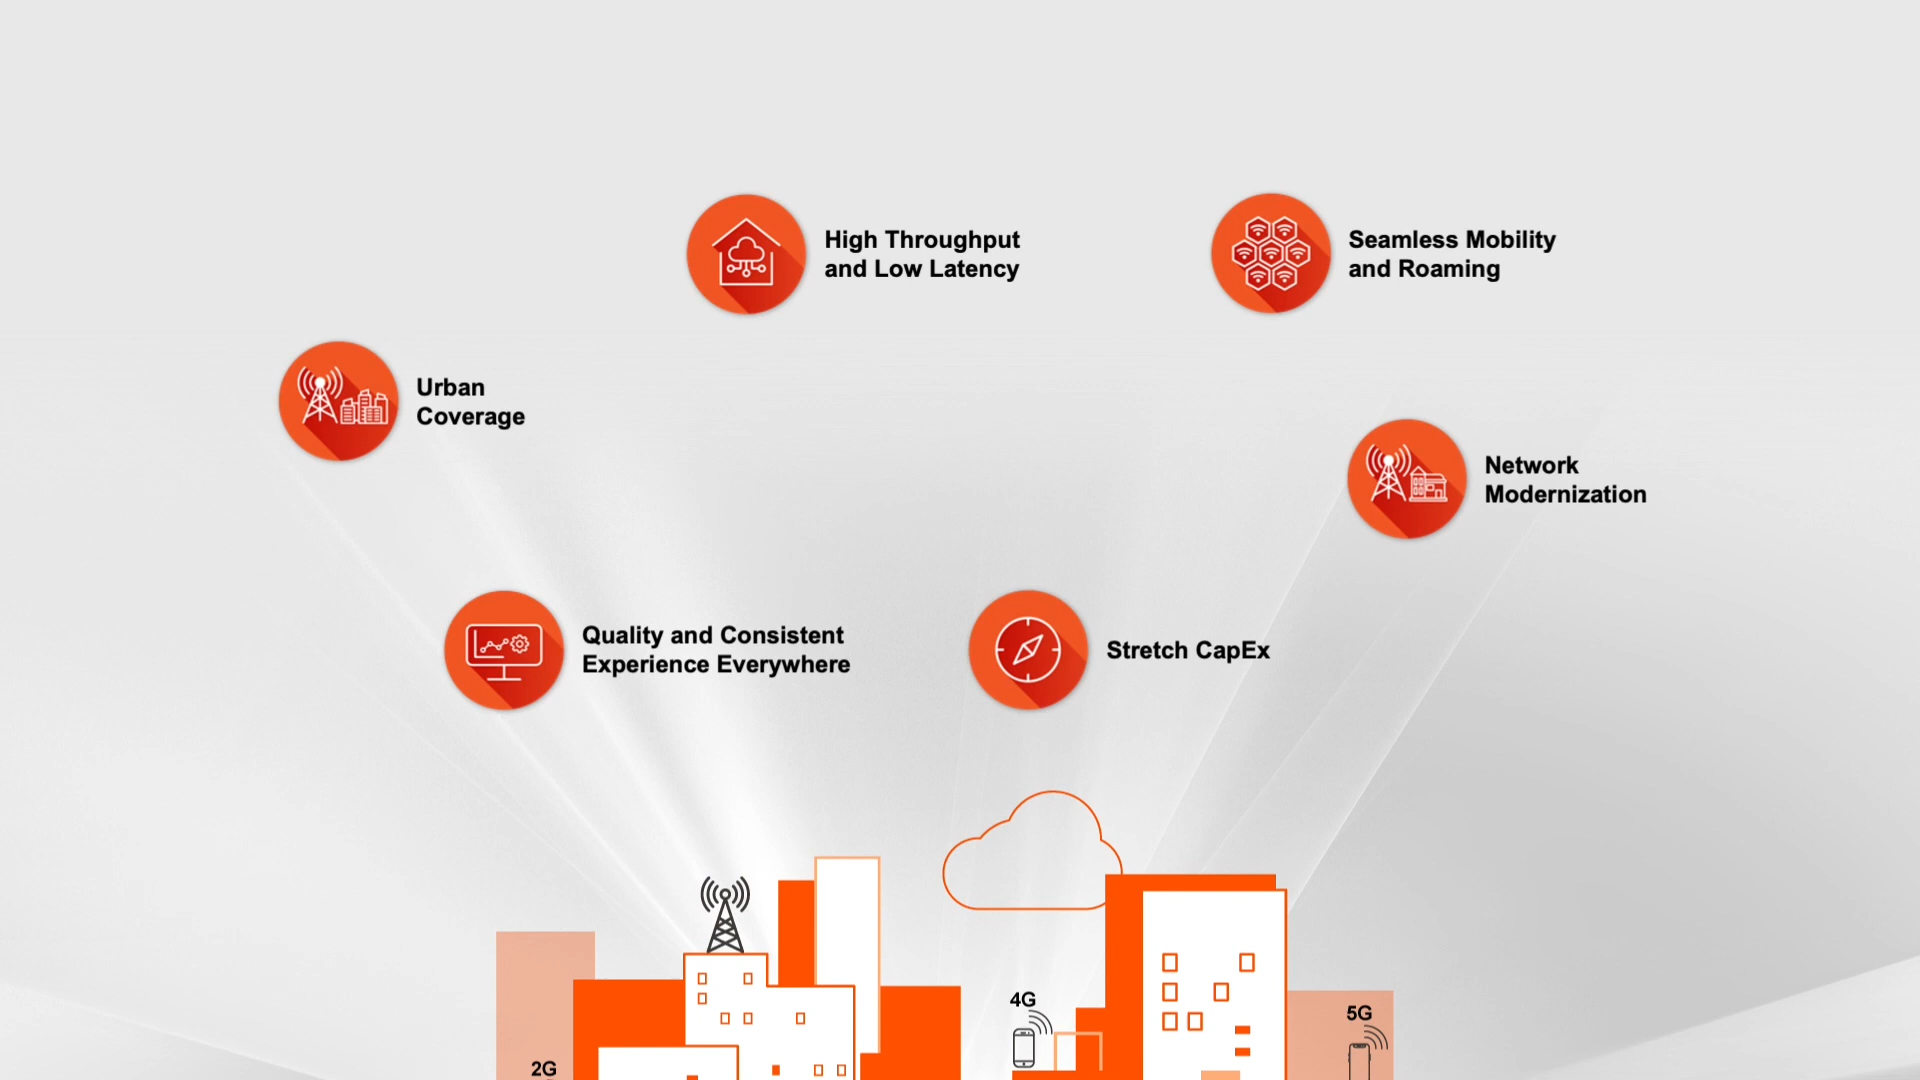 High Throughput
and Low Latency
Seamless Mobility
and Roaming
Urban
Coverage
Network
Modernization
Quality and Consistent
Experience Everywhere
Stretch CapEx
4G
5G
2G